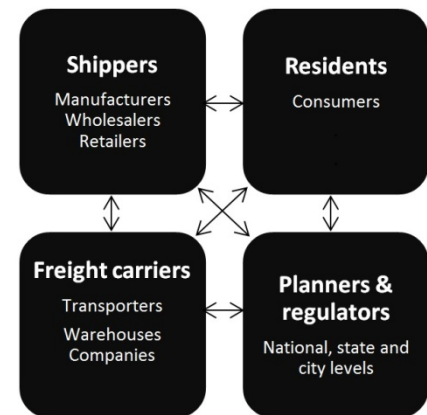 Shippers
Manufacturers
Wholesalers
Retailers
Residents
Consumers
Freight carriers
Transporters
Warehouses
Companies
Planners &
regulators
National, state and
city levels